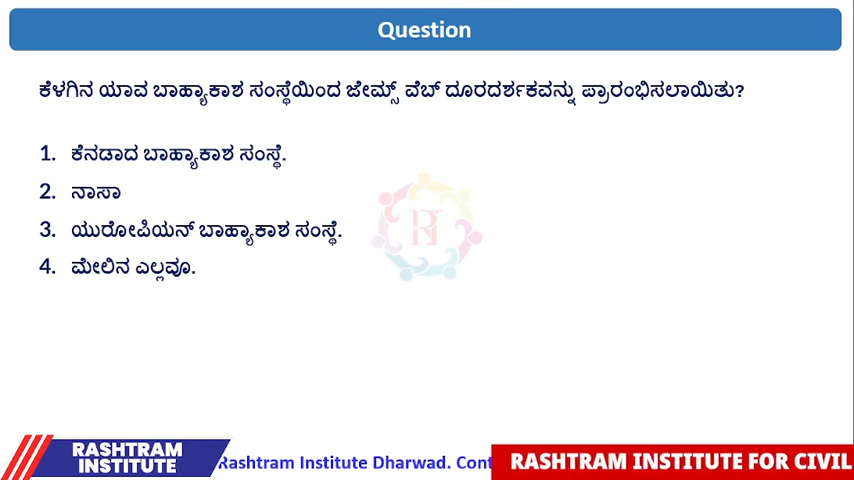 Question
ಕೆಳಗಿನ ಯಾವ ಬಾಹ್ಯಾಕಾಶ ಸಂಸ್ಥೆಯಿಂದ ಜೇಮ್ಸ್ ವೆಬ್ ದೂರದರ್ಶಕವನ್ನು ಪ್ರಾರಂಭಿಸಲಾಯಿತು?
1. ಕೆನಡಾದ ಬಾಹ್ಯಾಕಾಶ ಸಂಸ್ಥೆ.
2. ನಾಸಾ
3. ಯುರೋಪಿಯನ್ ಬಾಹ್ಯಾಕಾಶ ಸಂಸ್ಥೆ.
4. ಮೇಲಿನ ಎಲ್ಲವೂ.
RASHTRAM
INSTITUTE
Rashtram Institute Dharwad. Cont
RASHTRAM INSTITUTE FOR CIVIL